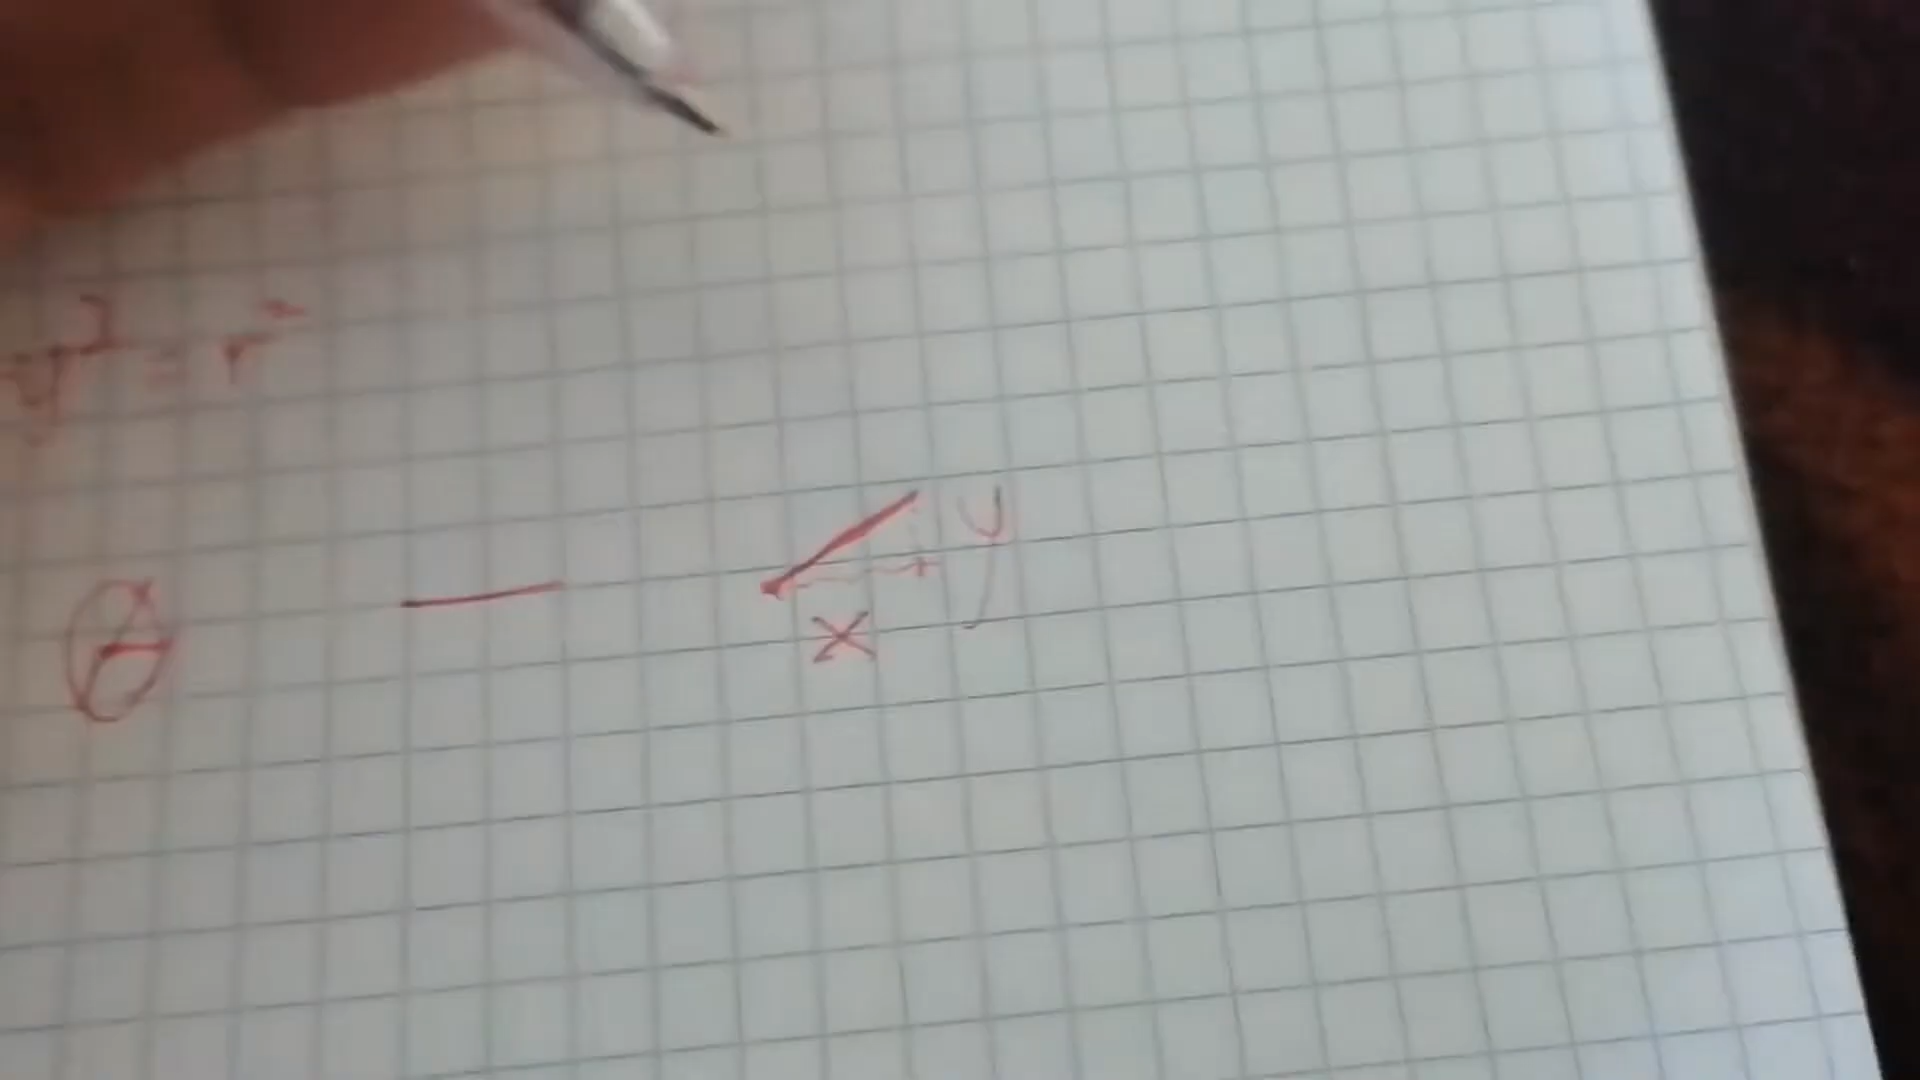 y² = r²
y
x